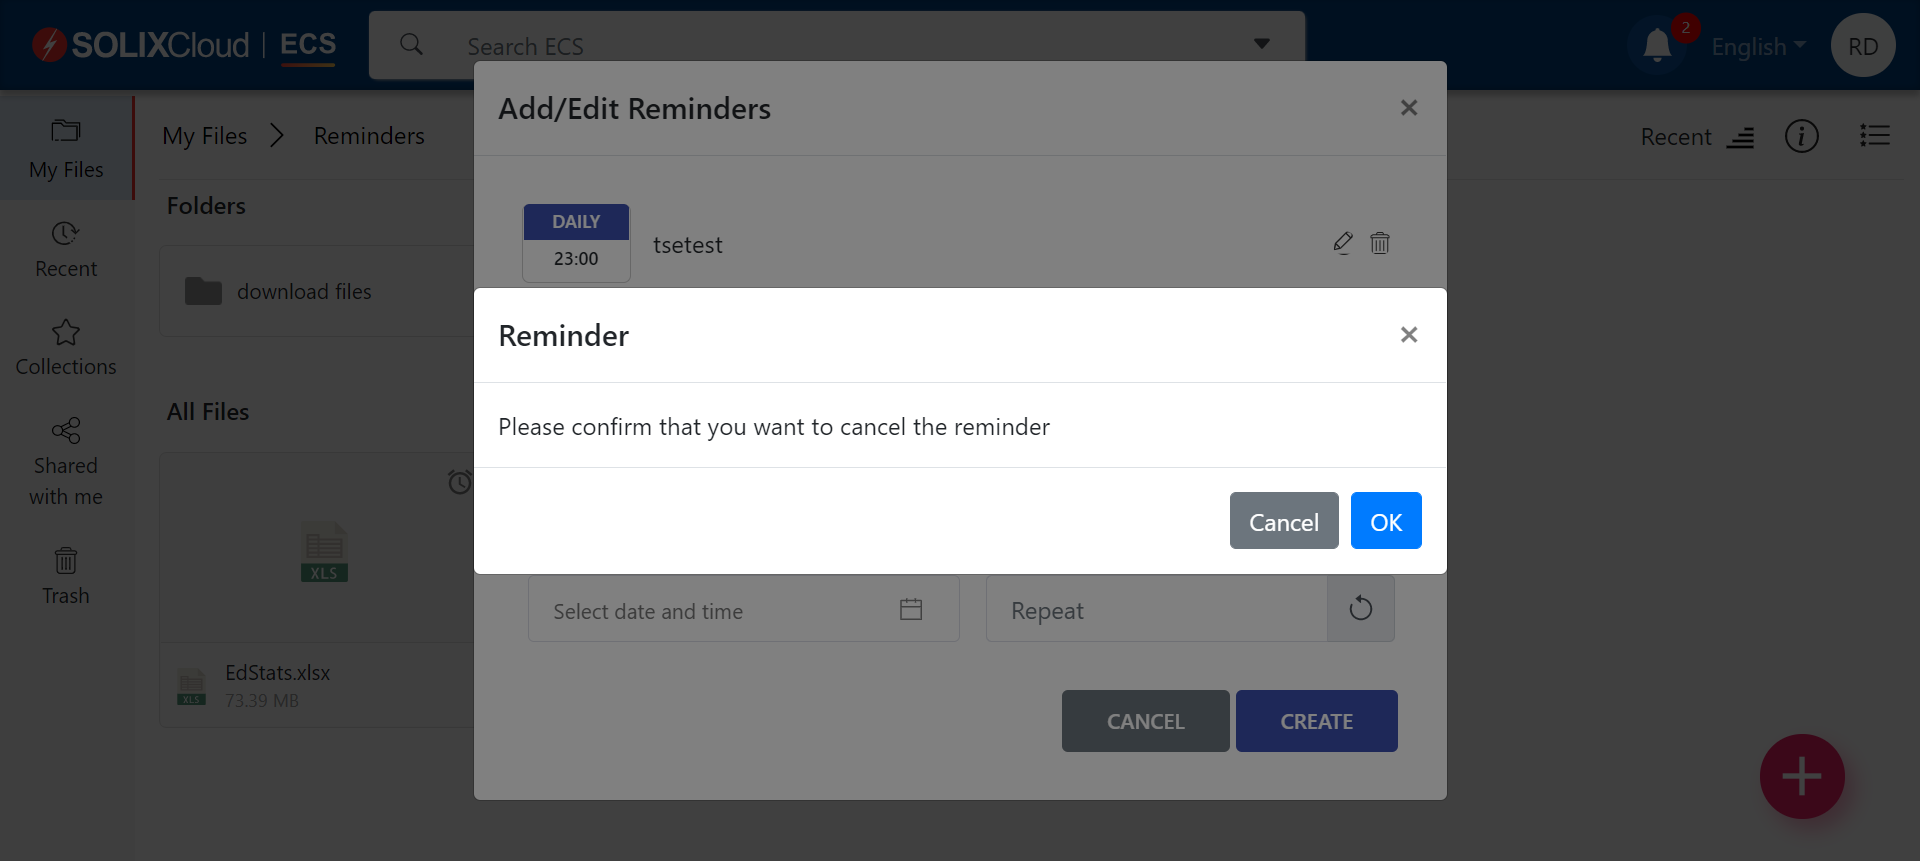 SOLIXCloud | ECS
Search ECS
2
English
RD
My Files
Recent
Collections
Shared
with me
Trash
My Files
Reminders
Recent
Folders
download files
All Files
XLS
XLS
EdStats.xlsx
73.39 MB
Add/Edit Reminders
DAILY
23:00
tsetest
Reminder
Please confirm that you want to cancel the reminder
Cancel
OK
Select date and time
Repeat
CANCEL
CREATE